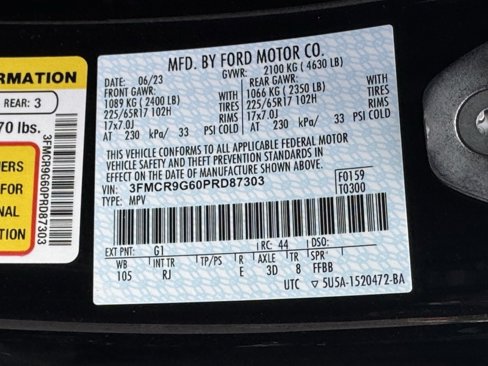 ORMATION
REAR: 3
70 lbs.
NERS
FOR
NAL
ON
3FMCR9G60PRD87303
MFD. BY FORD MOTOR CO.
DATE: 06/23
GVWR: 2100 KG ( 4630 LB)
FRONT GAWR:
REAR GAWR:
1089 KG ( 2400 LB) WITH
1066 KG ( 2350 LB) WITH
225/65R17 102H TIRES
225/65R17 102H TIRES
17x7.0J RIMS
17x7.0J RIMS
AT 230 kPa/ 33 PSI COLD
AT 230 kPa/ 33 PSI COLD
THIS VEHICLE CONFORMS TO ALL APPLICABLE FEDERAL MOTOR
VEHICLE SAFETY AND THEFT PREVENTION STANDARDS IN
EFFECT ON THE DATE OF MANUFACTURE SHOWN ABOVE.
VIN: 3FMCR9G60PRD87303
F0159
TYPE: MPV
T0300
EXT PNT: G1 RC: 44 DSO:
WB INT TR TP/PS R AXLE TR SPR
105 RJ E 3D 8 FFBB
UTC ▽5U5A-1520472-BA